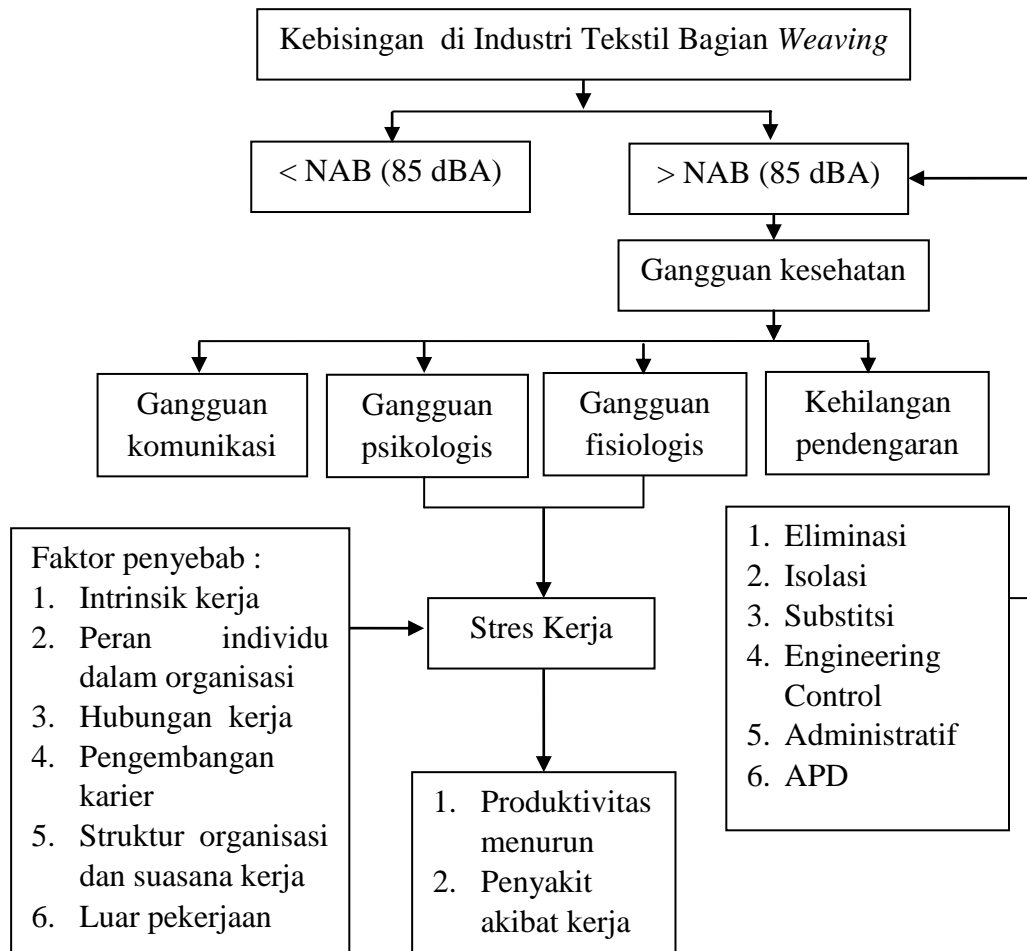 Kebisingan di Industri Tekstil Bagian Weaving
< NAB (85 dBA)
> NAB (85 dBA)
Gangguan kesehatan
Gangguan
komunikasi
Gangguan
psikologis
Gangguan
fisiologis
Kehilangan
pendengaran
Faktor penyebab :
1. Intrinsik kerja
2. Peran individu
dalam organisasi
3. Hubungan kerja
4. Pengembangan
karier
5. Struktur organisasi
dan suasana kerja
6. Luar pekerjaan
Stres Kerja
1. Eliminasi
2. Isolasi
3. Substitsi
4. Engineering
Control
5. Administratif
6. APD
1. Produktivitas
menurun
2. Penyakit
akibat kerja